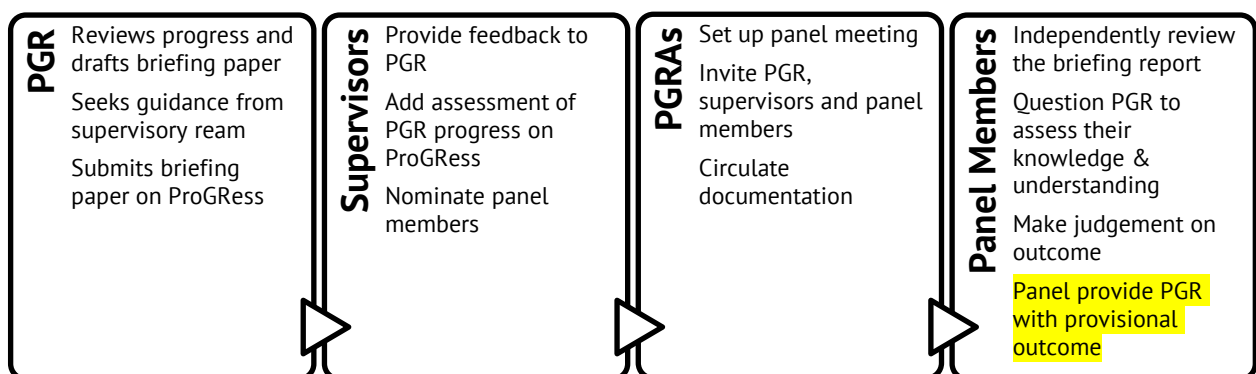 PGR
Reviews progress and
drafts briefing paper
Seeks guidance from
supervisory ream
Submits briefing
paper on ProGRess
Supervisors
Provide feedback to
PGR
Add assessment of
PGR progress on
ProGRess
Nominate panel
members
PGRAs
Set up panel meeting
Invite PGR,
supervisors and panel
members
Circulate
documentation
Panel Members
Independently review
the briefing report
Question PGR to
assess their
knowledge &
understanding
Make judgement on
outcome
Panel provide PGR
with provisional
outcome